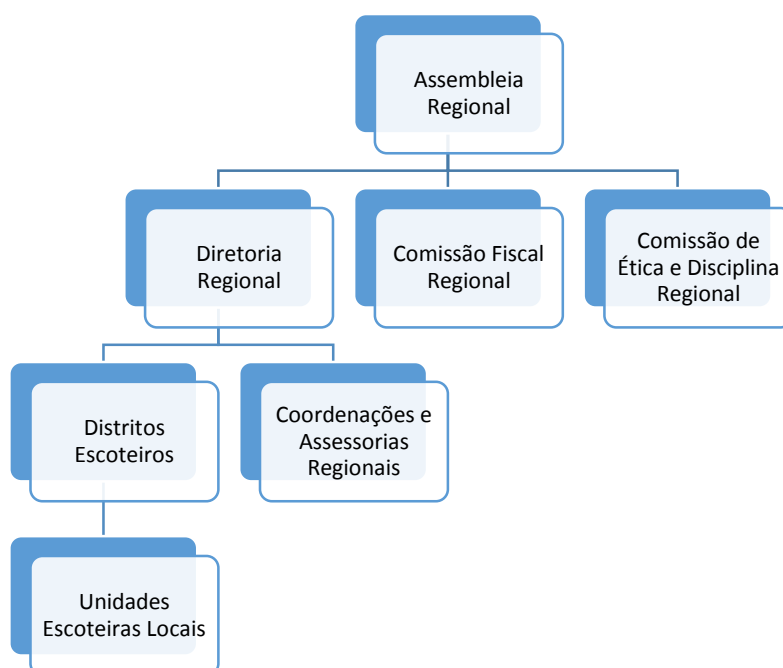 Assembleia
Regional
Diretoria
Regional
Comissão Fiscal
Regional
Comissão de
Ética e Disciplina
Regional
Distritos
Escoteiros
Coordenações e
Assessorias
Regionais
Unidades
Escoteiras Locais